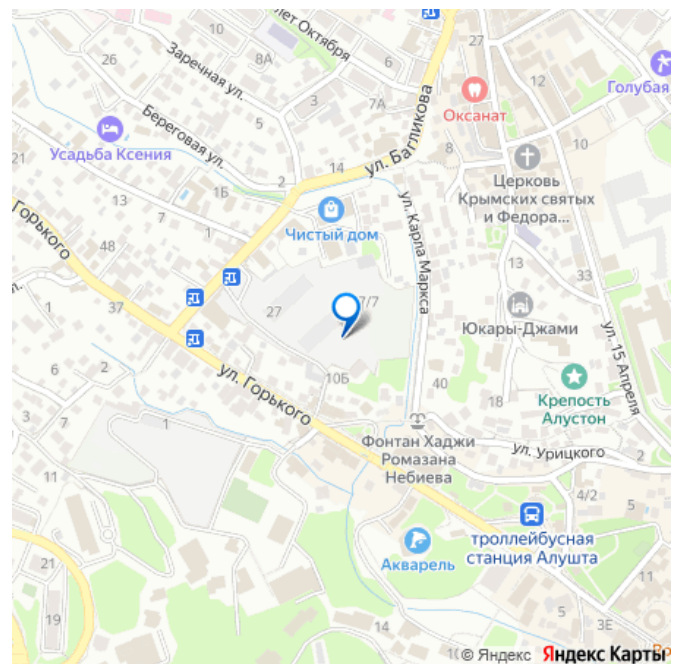 лет Октября
27
10
26
8А
12
Заречная ул.
3
Голубая
Оксанат
7А
Береговая ул.
5
ул. Багликова
8
Усадьба Ксения
21
14
Церковь
Крымских святых
и Федора...
2
1Б
13
7
ул. Карла Маркса
Чистый дом
1
Горького
48
13
33
27
7/7
1
37
Юкары-Джами
ул. 15 Апреля
2
6
ул. Горького
10Б
40
18
Крепость
Алустон
3
7
1
Фонтан Хаджи
Ромазана
Небиева
ул. Урицкого
2
11
4/2
троллейбусная
станция Алушта
Акварель
21
11
19
5
14
3Е
1
5
© Яндекс Яндекс Карты